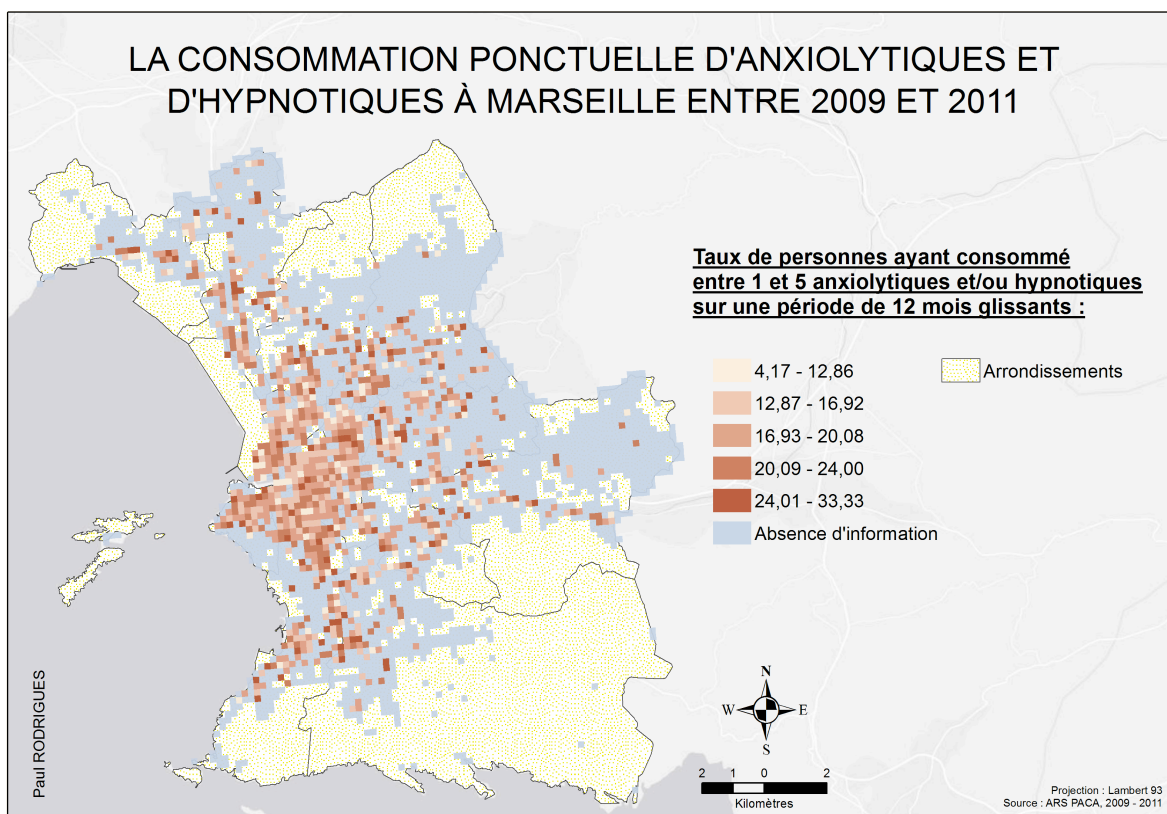 LA CONSOMMATION PONCTUELLE D'ANXIOLYTIQUES ET
D'HYPNOTIQUES À MARSEILLE ENTRE 2009 ET 2011
Taux de personnes ayant consommé
entre 1 et 5 anxiolytiques et/ou hypnotiques
sur une période de 12 mois glissants :
4,17 - 12,86
12,87 - 16,92
16,93 - 20,08
20,09 - 24,00
24,01 - 33,33
Absence d'information
Arrondissements
N
W E
S
2 1 0 2
Kilomètres
Projection : Lambert 93
Source : ARS PACA, 2009 - 2011
Paul RODRIGUES